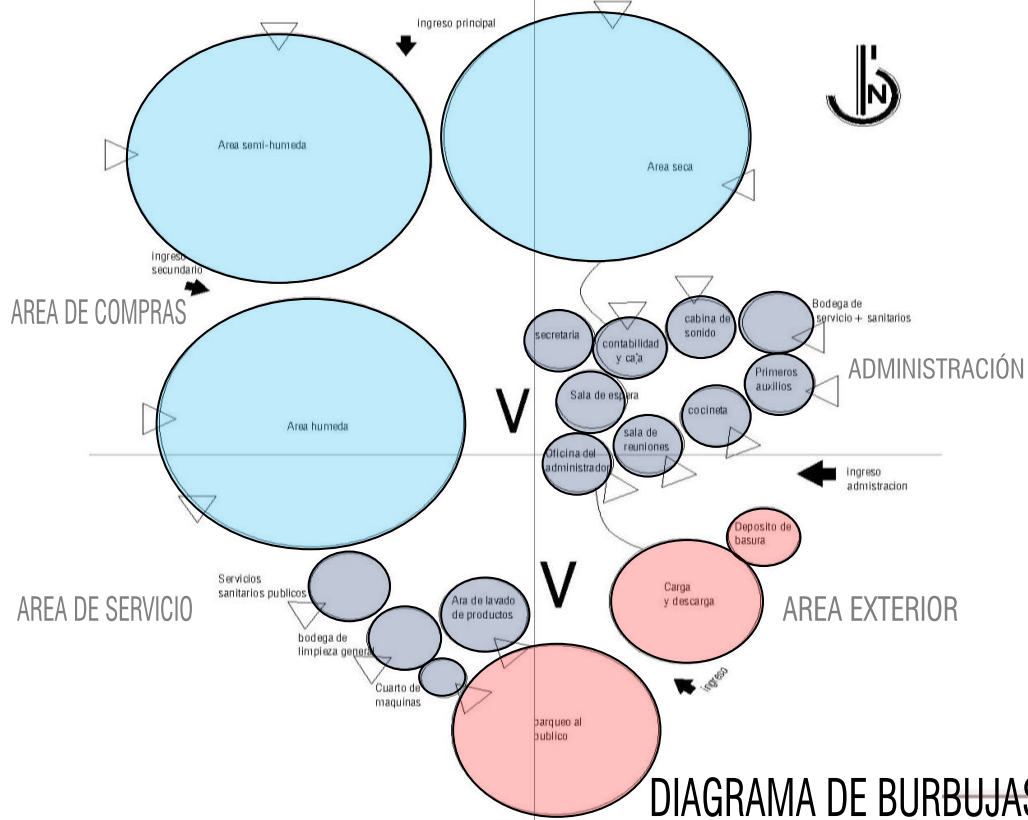 ingreso principal
N
Area semi-humeda
Area seca
ingreso
secundario
AREA DE COMPRAS
secretaria
contabilidad
y caja
cabina de
sonido
Bodega de
servicio + sanitarios
ADMINISTRACIÓN
Primeros
auxilios
Sala de espera
cocineta
V
Area humeda
sala de
reuniones
Oficina del
administrador
ingreso
admistracion
Deposito de
basura
Servicios
sanitarios publicos
Ara de lavado
de productos
V
Carga
y descarga
AREA DE SERVICIO
AREA EXTERIOR
bodega de
limpieza general
Cuarto de
maquinas
ingreso
parqueo al
publico
DIAGRAMA DE BURBUJAS